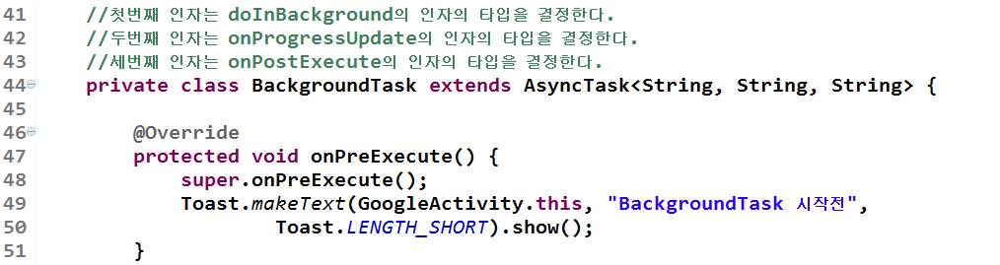 41 //첫번째 인자는 doInBackground의 인자의 타입을 결정한다.
42 //두번째 인자는 onProgressUpdate의 인자의 타입을 결정한다.
43 //세번째 인자는 onPostExecute의 인자의 타입을 결정한다.
44 private class BackgroundTask extends AsyncTask<String, String, String> {
45
46 @Override
47 protected void onPreExecute() {
48 super.onPreExecute();
49 Toast.makeText(GoogleActivity.this, "BackgroundTask 시작전",
50 Toast.LENGTH_SHORT).show();
51 }